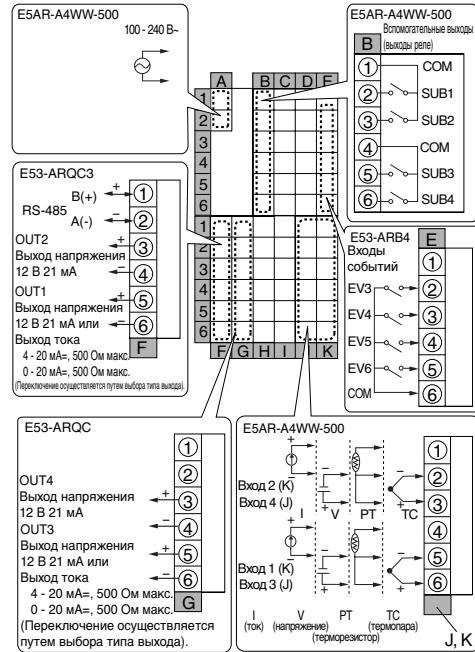 E5AR-A4WW-500
100 - 240 В~
E5AR-A4WW-500
Вспомогательные выходы
B (выходы реле)
1 COM
2 SUB1
3 SUB2
4 COM
5 SUB3
6 SUB4
A B C D E
1
2
3
4
5
6
1
2
3
4
5
6
F G H I K
E53-ARQC3
+ B(+) 1
RS-485
– A(-) 2
OUT2 + 3
Выход напряжения
12 В 21 мА – 4
OUT1
Выход напряжения + 5
12 В 21 мА или – 6
Выход тока F
4 - 20 мА=, 500 Ом макс.
0 - 20 мА=, 500 Ом макс.
(Переключение осуществляется путем выбора типа выхода).
E53-ARB4 E
Входы
событий 1
EV3 2
EV4 3
EV5 4
EV6 5
COM 6
E53-ARQC
1
2
OUT4
Выход напряжения + 3
12 В 21 мА
OUT3 – 4
Выход напряжения + 5
12 В 21 мА или
Выход тока – 6
4 - 20 мА=, 500 Ом макс. G
0 - 20 мА=, 500 Ом макс.
(Переключение осуществляется
путем выбора типа выхода).
E5AR-A4WW-500
Вход 2 (K)
Вход 4 (J)
I V PT TC
1
2
3
4
5
6
Вход 1 (K)
Вход 3 (J)
I V PT TC
(ток) (напряжение) (термопара)
(терморезистор)
J, K